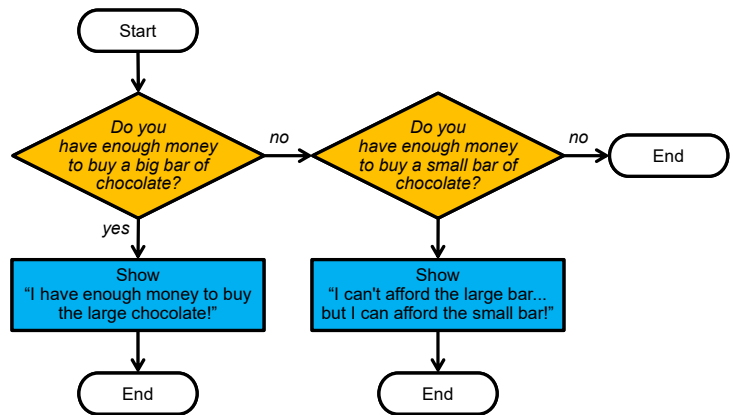 Start
Do you
have enough money
to buy a big bar of
chocolate?
no
Do you
have enough money
to buy a small bar of
chocolate?
no
End
yes
Show
“I have enough money to buy
the large chocolate!”
Show
“I can't afford the large bar...
but I can afford the small bar!”
End
End